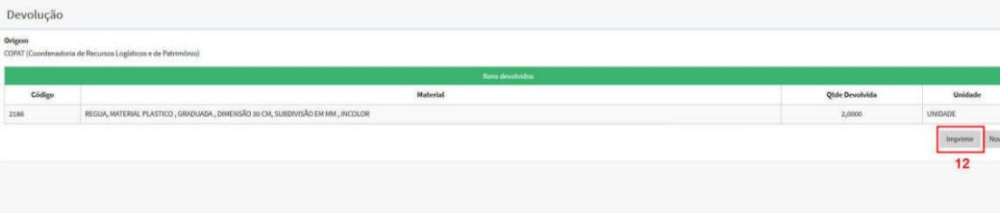 Devolução
Origem
COPAT (Coordenadoria de Recursos Logísticos e de Patrimônio)
Itens devolvidos
Código Material Qtde Devolvida Unidade
2186 REGUA, MATERIAL PLASTICO , GRADUADA , DIMENSÃO 30 CM, SUBDIVISÃO EM MM , INCOLOR 2,0000 UNIDADE
Imprimir
12